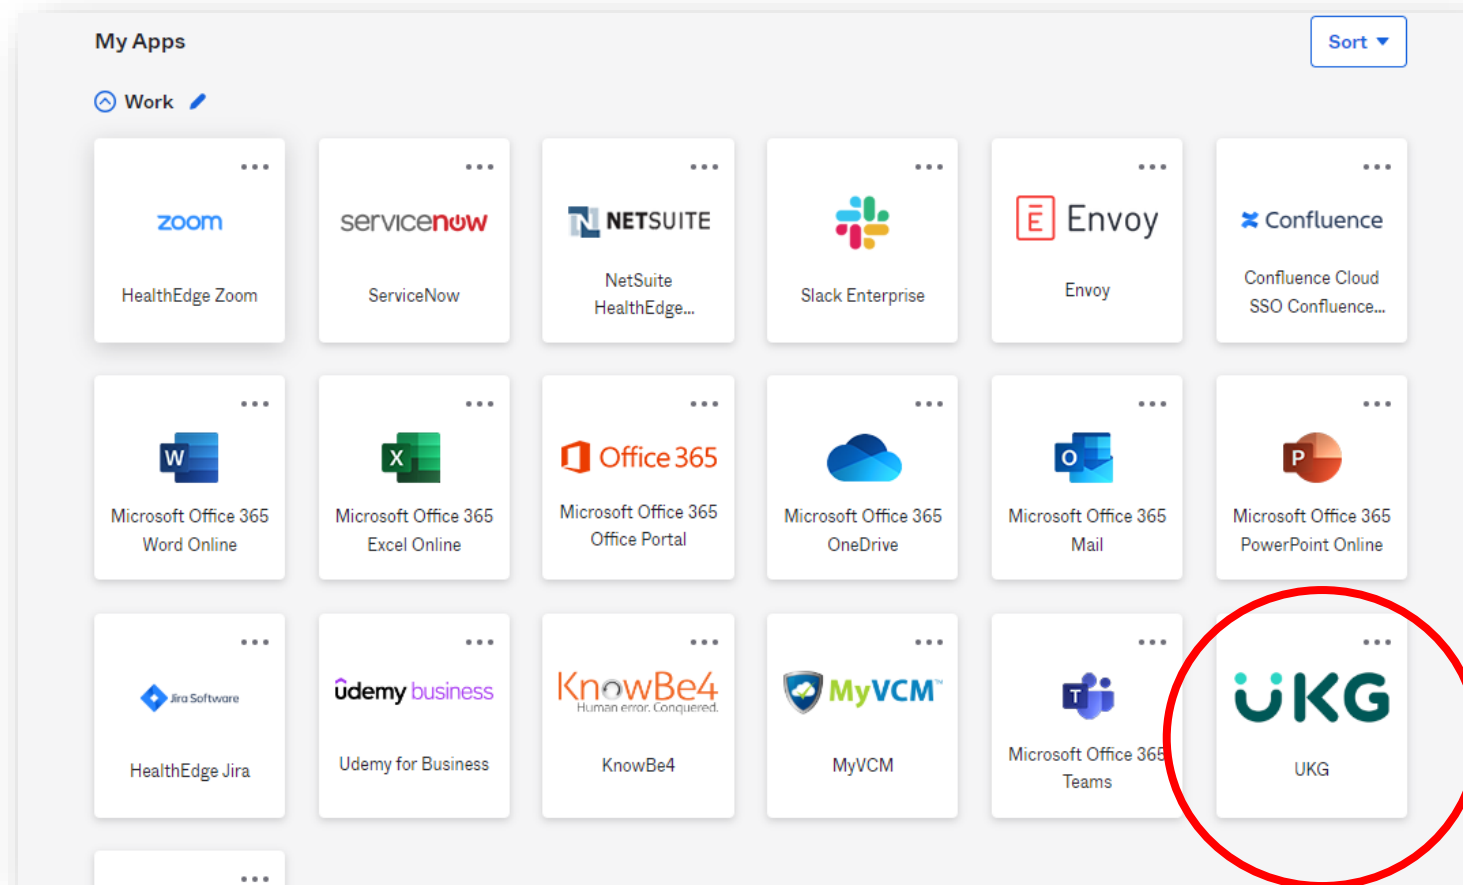 My Apps
Sort
Work
zoom
HealthEdge Zoom
servicenow
ServiceNow
N NETSUITE
NetSuite
HealthEdge...
Slack Enterprise
E Envoy
Envoy
Confluence
Confluence Cloud
SSO Confluence...
W
Microsoft Office 365
Word Online
X
Microsoft Office 365
Excel Online
Office 365
Microsoft Office 365
Office Portal
Microsoft Office 365
OneDrive
O
Microsoft Office 365
Mail
P
Microsoft Office 365
PowerPoint Online
Jira Software
HealthEdge Jira
ûdemy business
Udemy for Business
KnowBe4
Human error. Conquered.
KnowBe4
MyVCM™
MyVCM
T
Microsoft Office 365
Teams
UKG
UKG